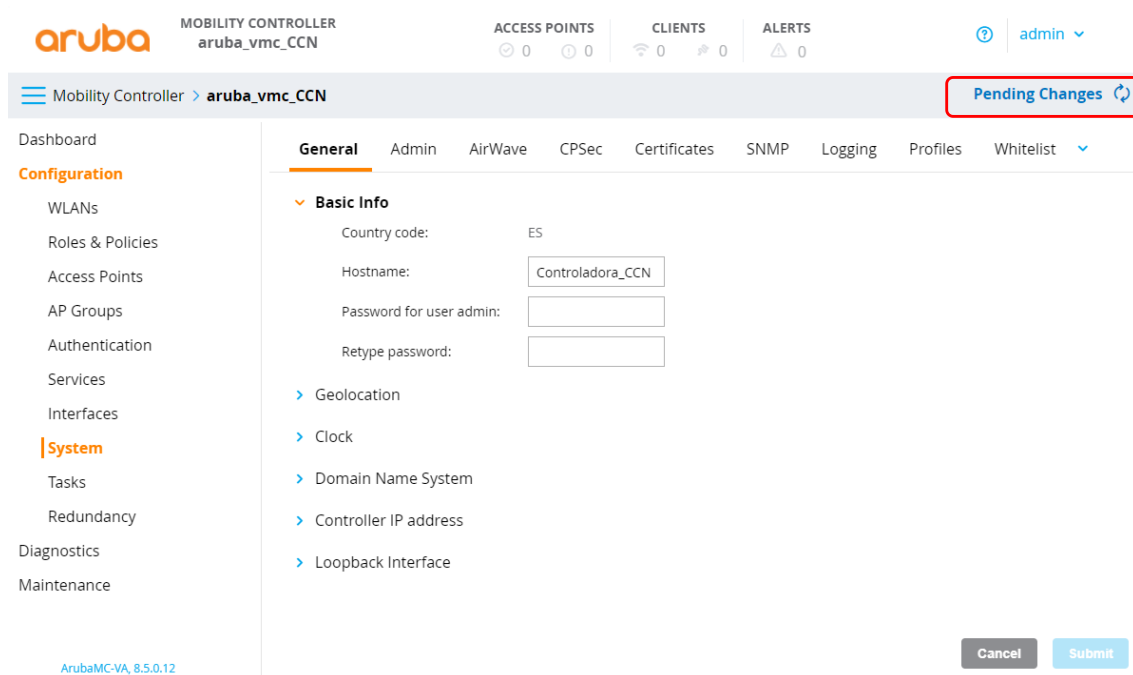 aruba
MOBILITY CONTROLLER
aruba_vmc_CCN
ACCESS POINTS
0 0
CLIENTS
0 0
ALERTS
0
admin
Mobility Controller > aruba_vmc_CCN
Pending Changes
Dashboard
Configuration
WLANs
Roles & Policies
Access Points
AP Groups
Authentication
Services
Interfaces
System
Tasks
Redundancy
Diagnostics
Maintenance
ArubaMC-VA, 8.5.0.12
General Admin AirWave CPSec Certificates SNMP Logging Profiles Whitelist
Basic Info
Country code: ES
Hostname: Controladora_CCN
Password for user admin:
Retype password:
Geolocation
Clock
Domain Name System
Controller IP address
Loopback Interface
Cancel Submit